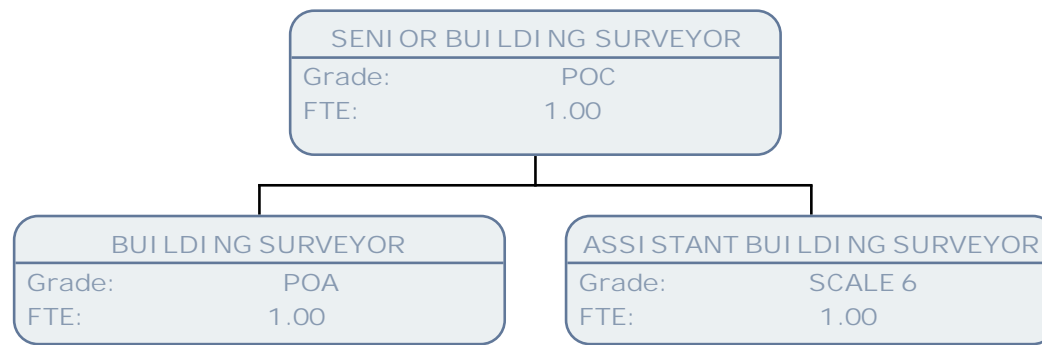 SENIOR BUILDING SURVEYOR
Grade: POC
FTE: 1.00
BUILDING SURVEYOR
Grade: POA
FTE: 1.00
ASSISTANT BUILDING SURVEYOR
Grade: SCALE 6
FTE: 1.00